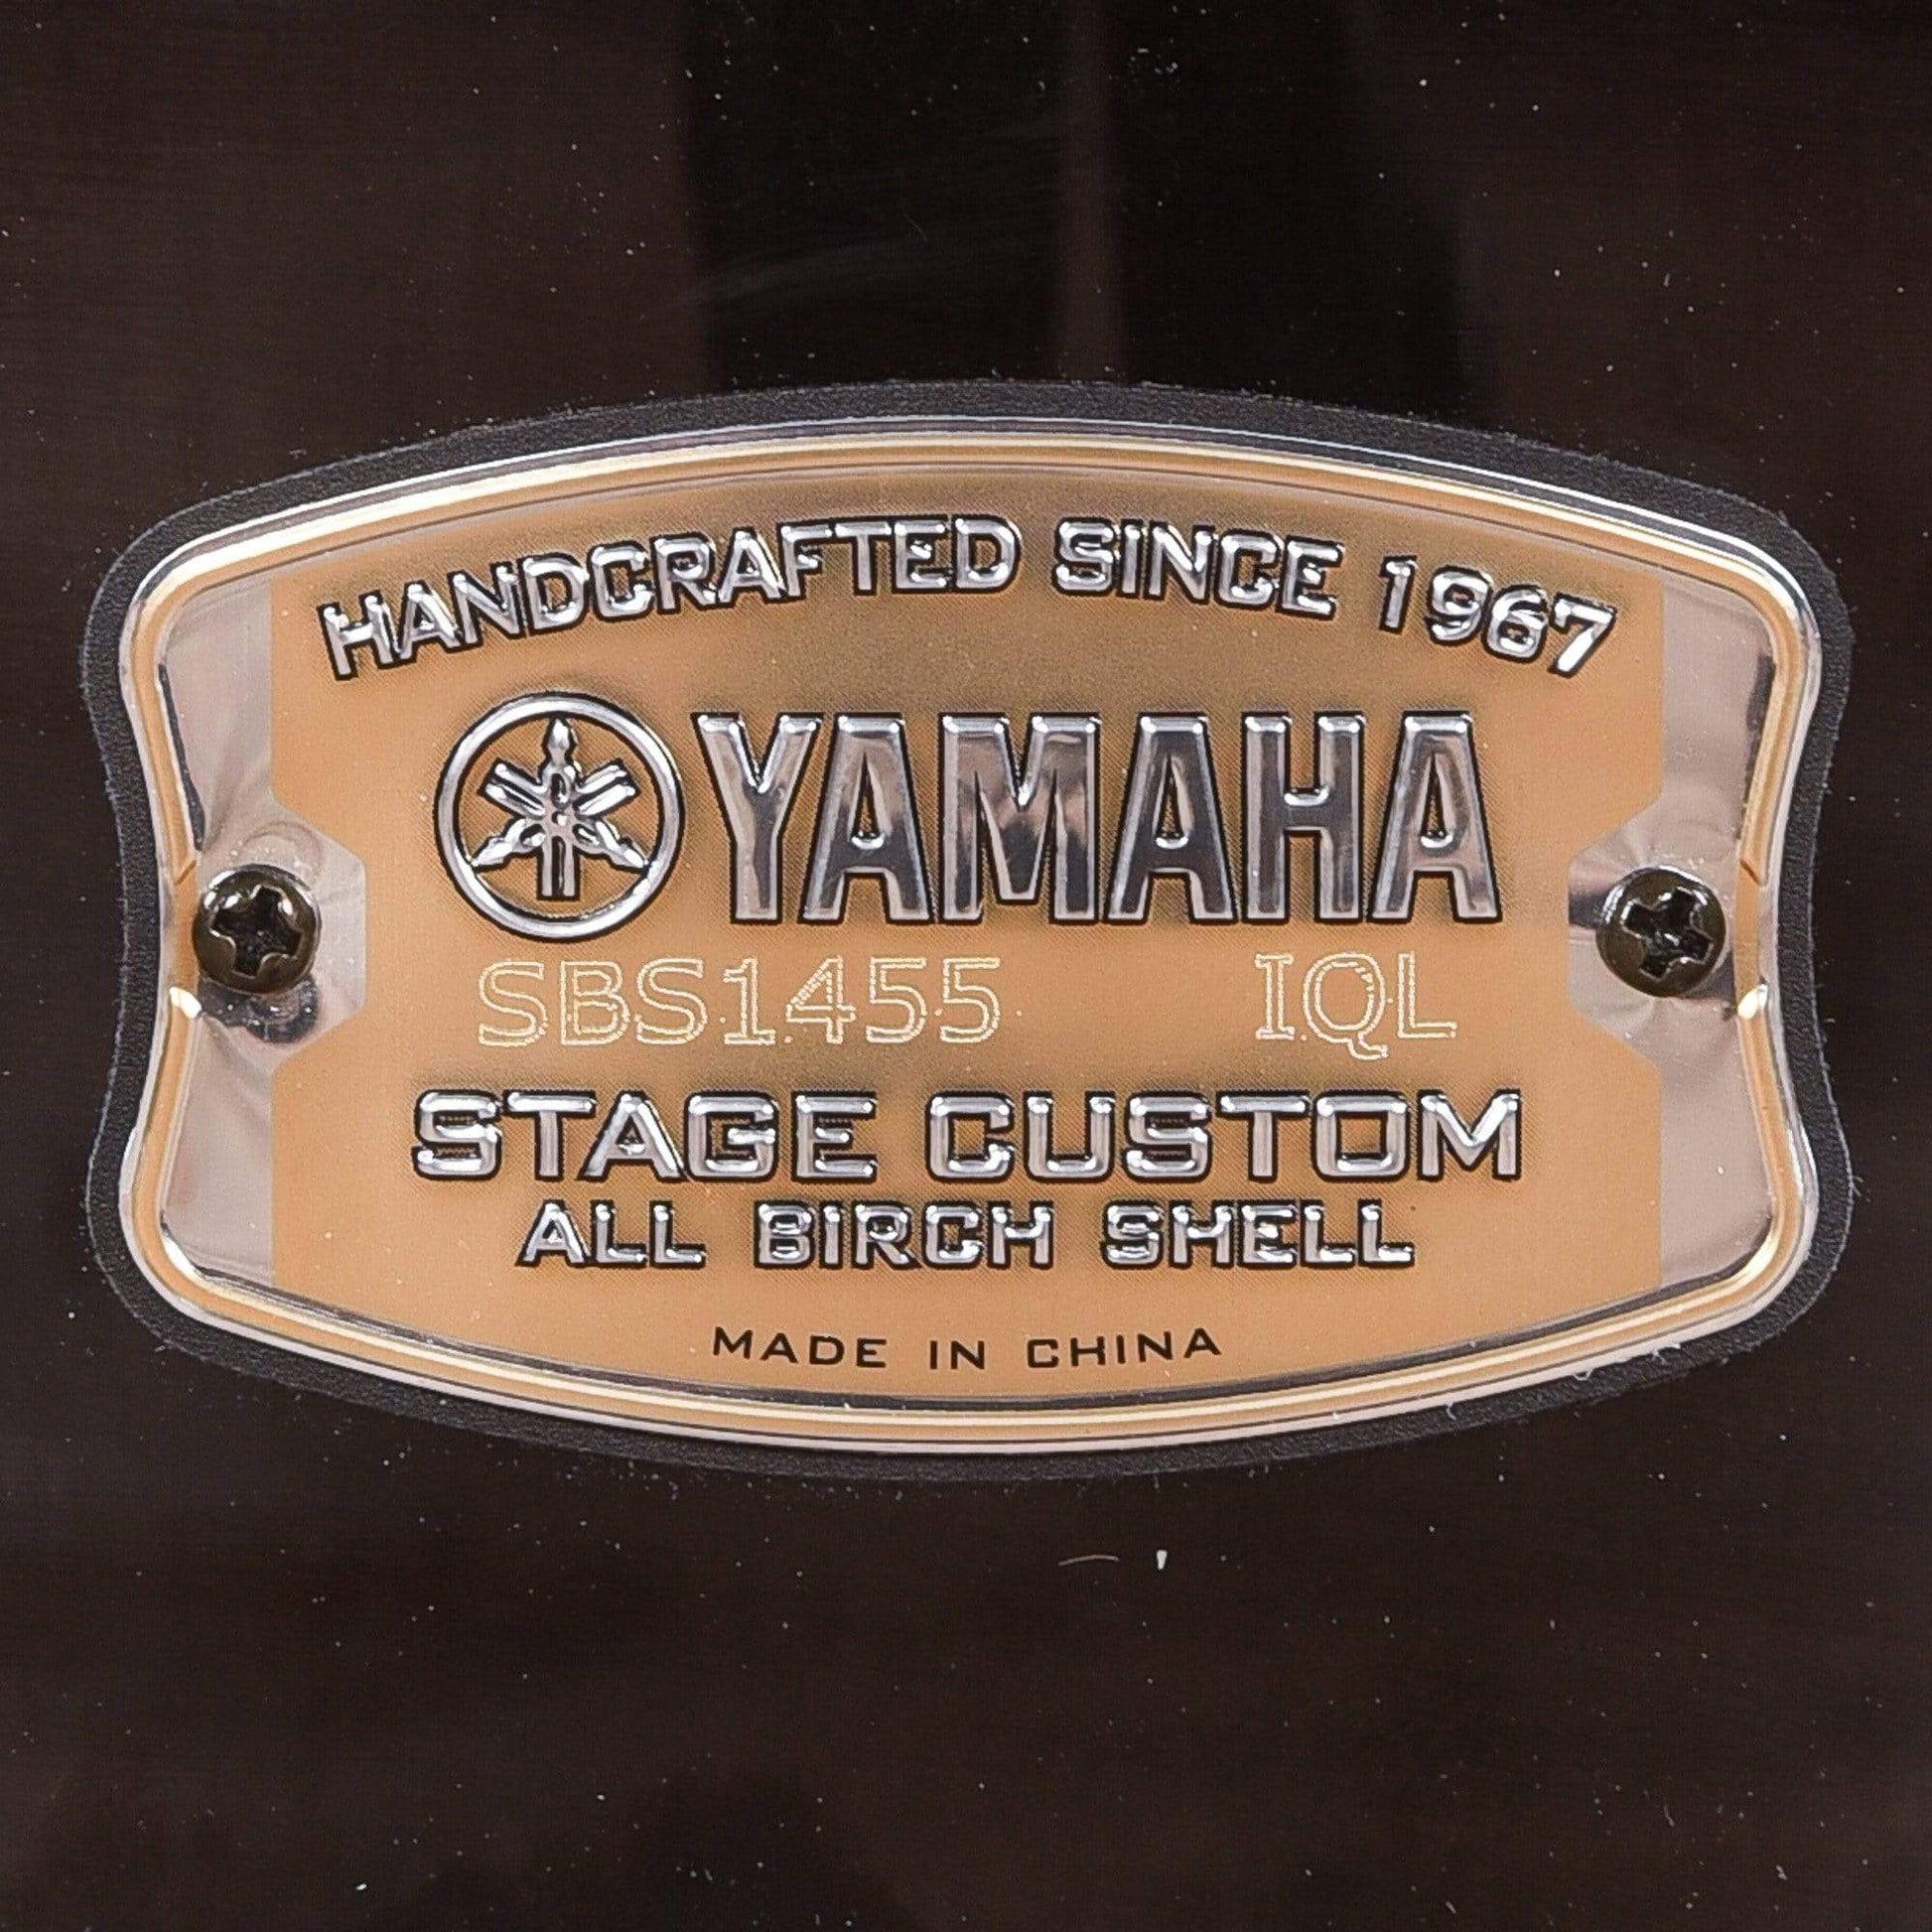 HANDCRAFTED SINCE 1967
YAMAHA
SBS1455 IQL
STAGE CUSTOM
ALL BIRCH SHELL
MADE IN CHINA